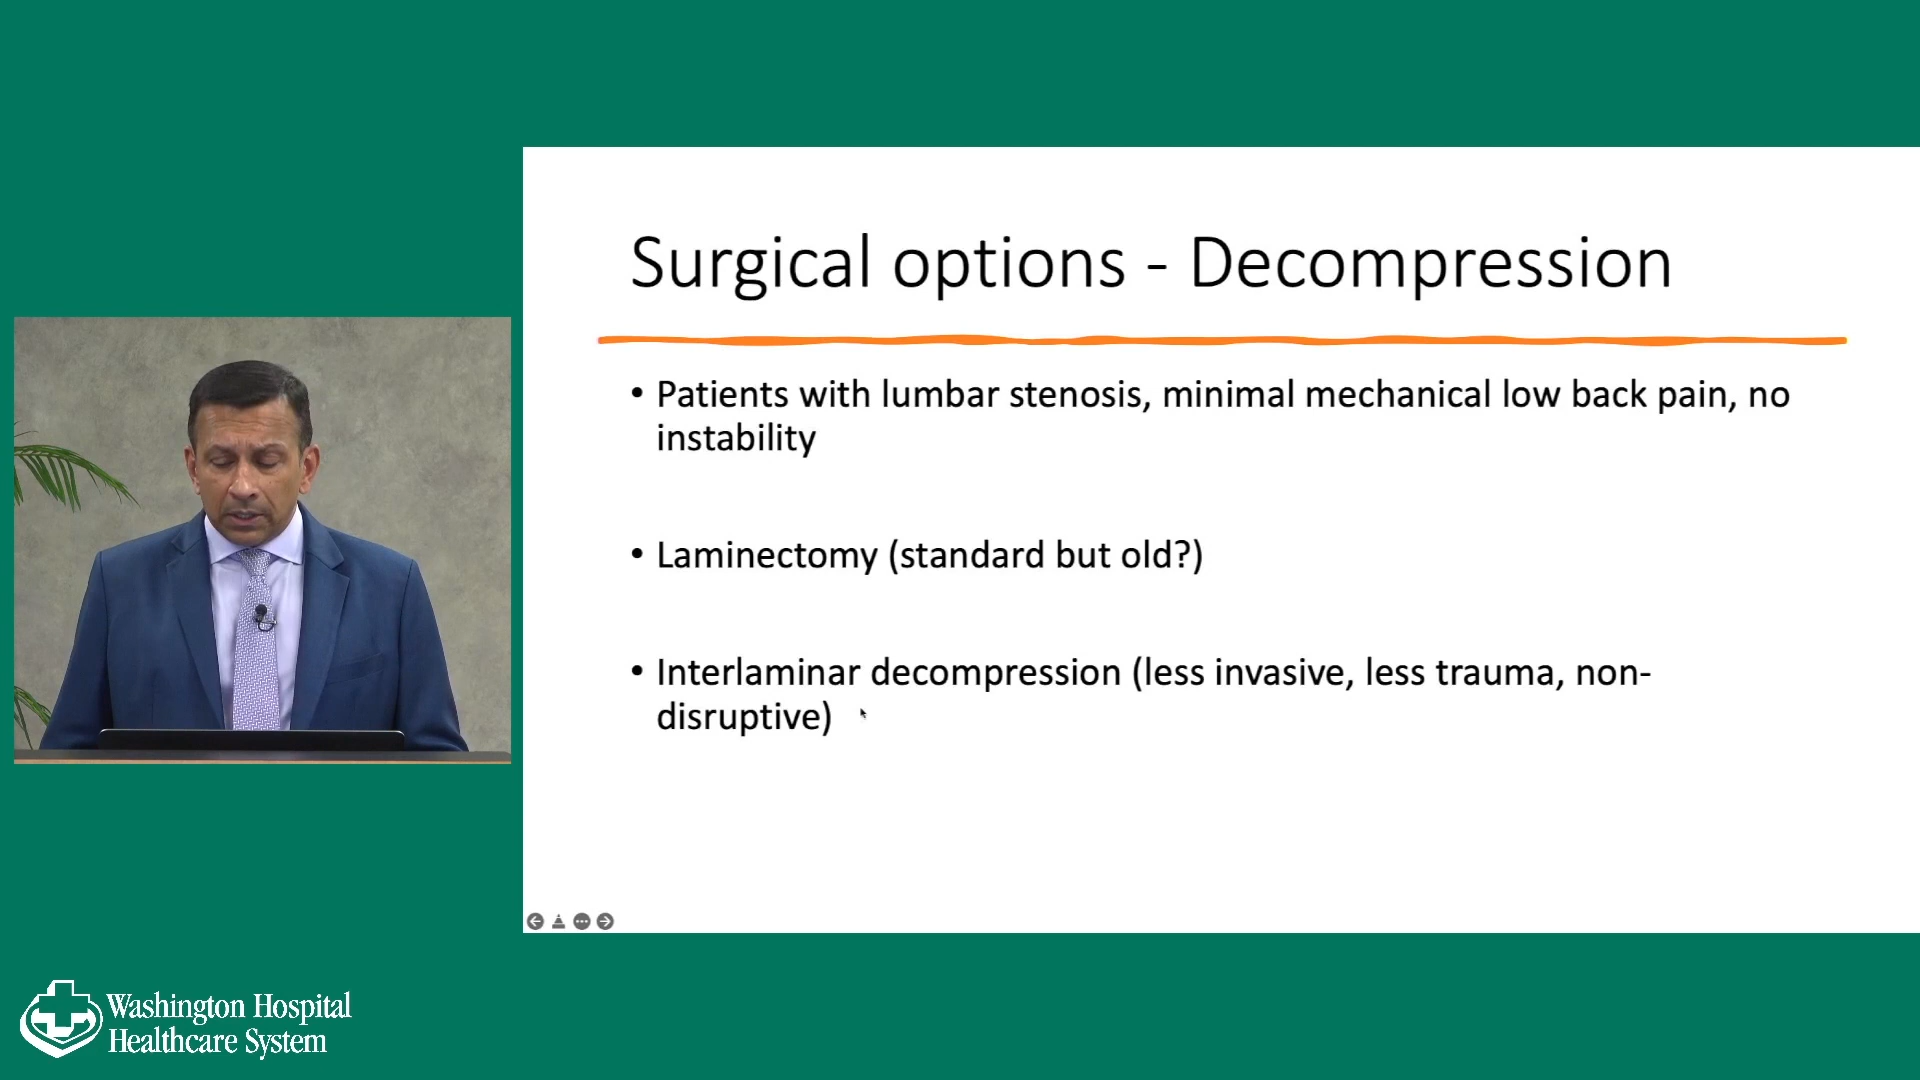 Surgical options - Decompression
• Patients with lumbar stenosis, minimal mechanical low back pain, no
instability
• Laminectomy (standard but old?)
• Interlaminar decompression (less invasive, less trauma, non-
disruptive)
Washington Hospital
Healthcare System